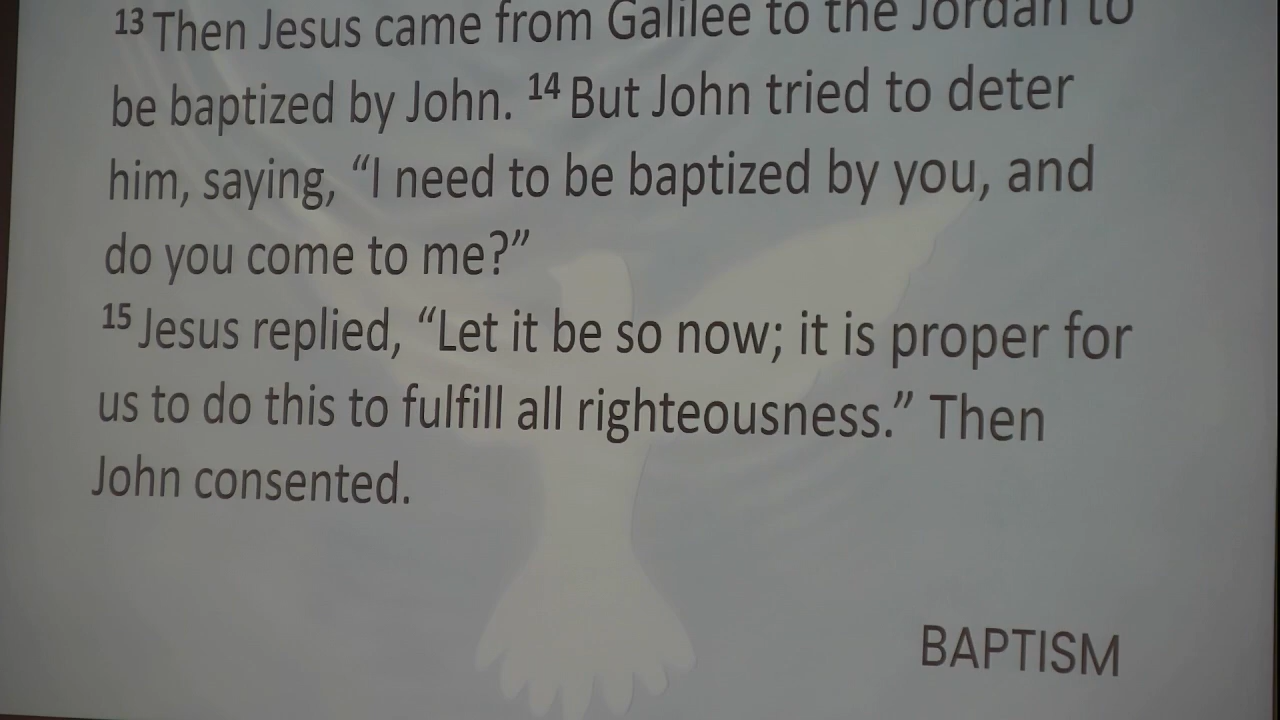 13 Then Jesus came from Galilee to the Jordan to
be baptized by John. 14 But John tried to deter
him, saying, “I need to be baptized by you, and
do you come to me?”
15 Jesus replied, “Let it be so now; it is proper for
us to do this to fulfill all righteousness.” Then
John consented.
BAPTISM